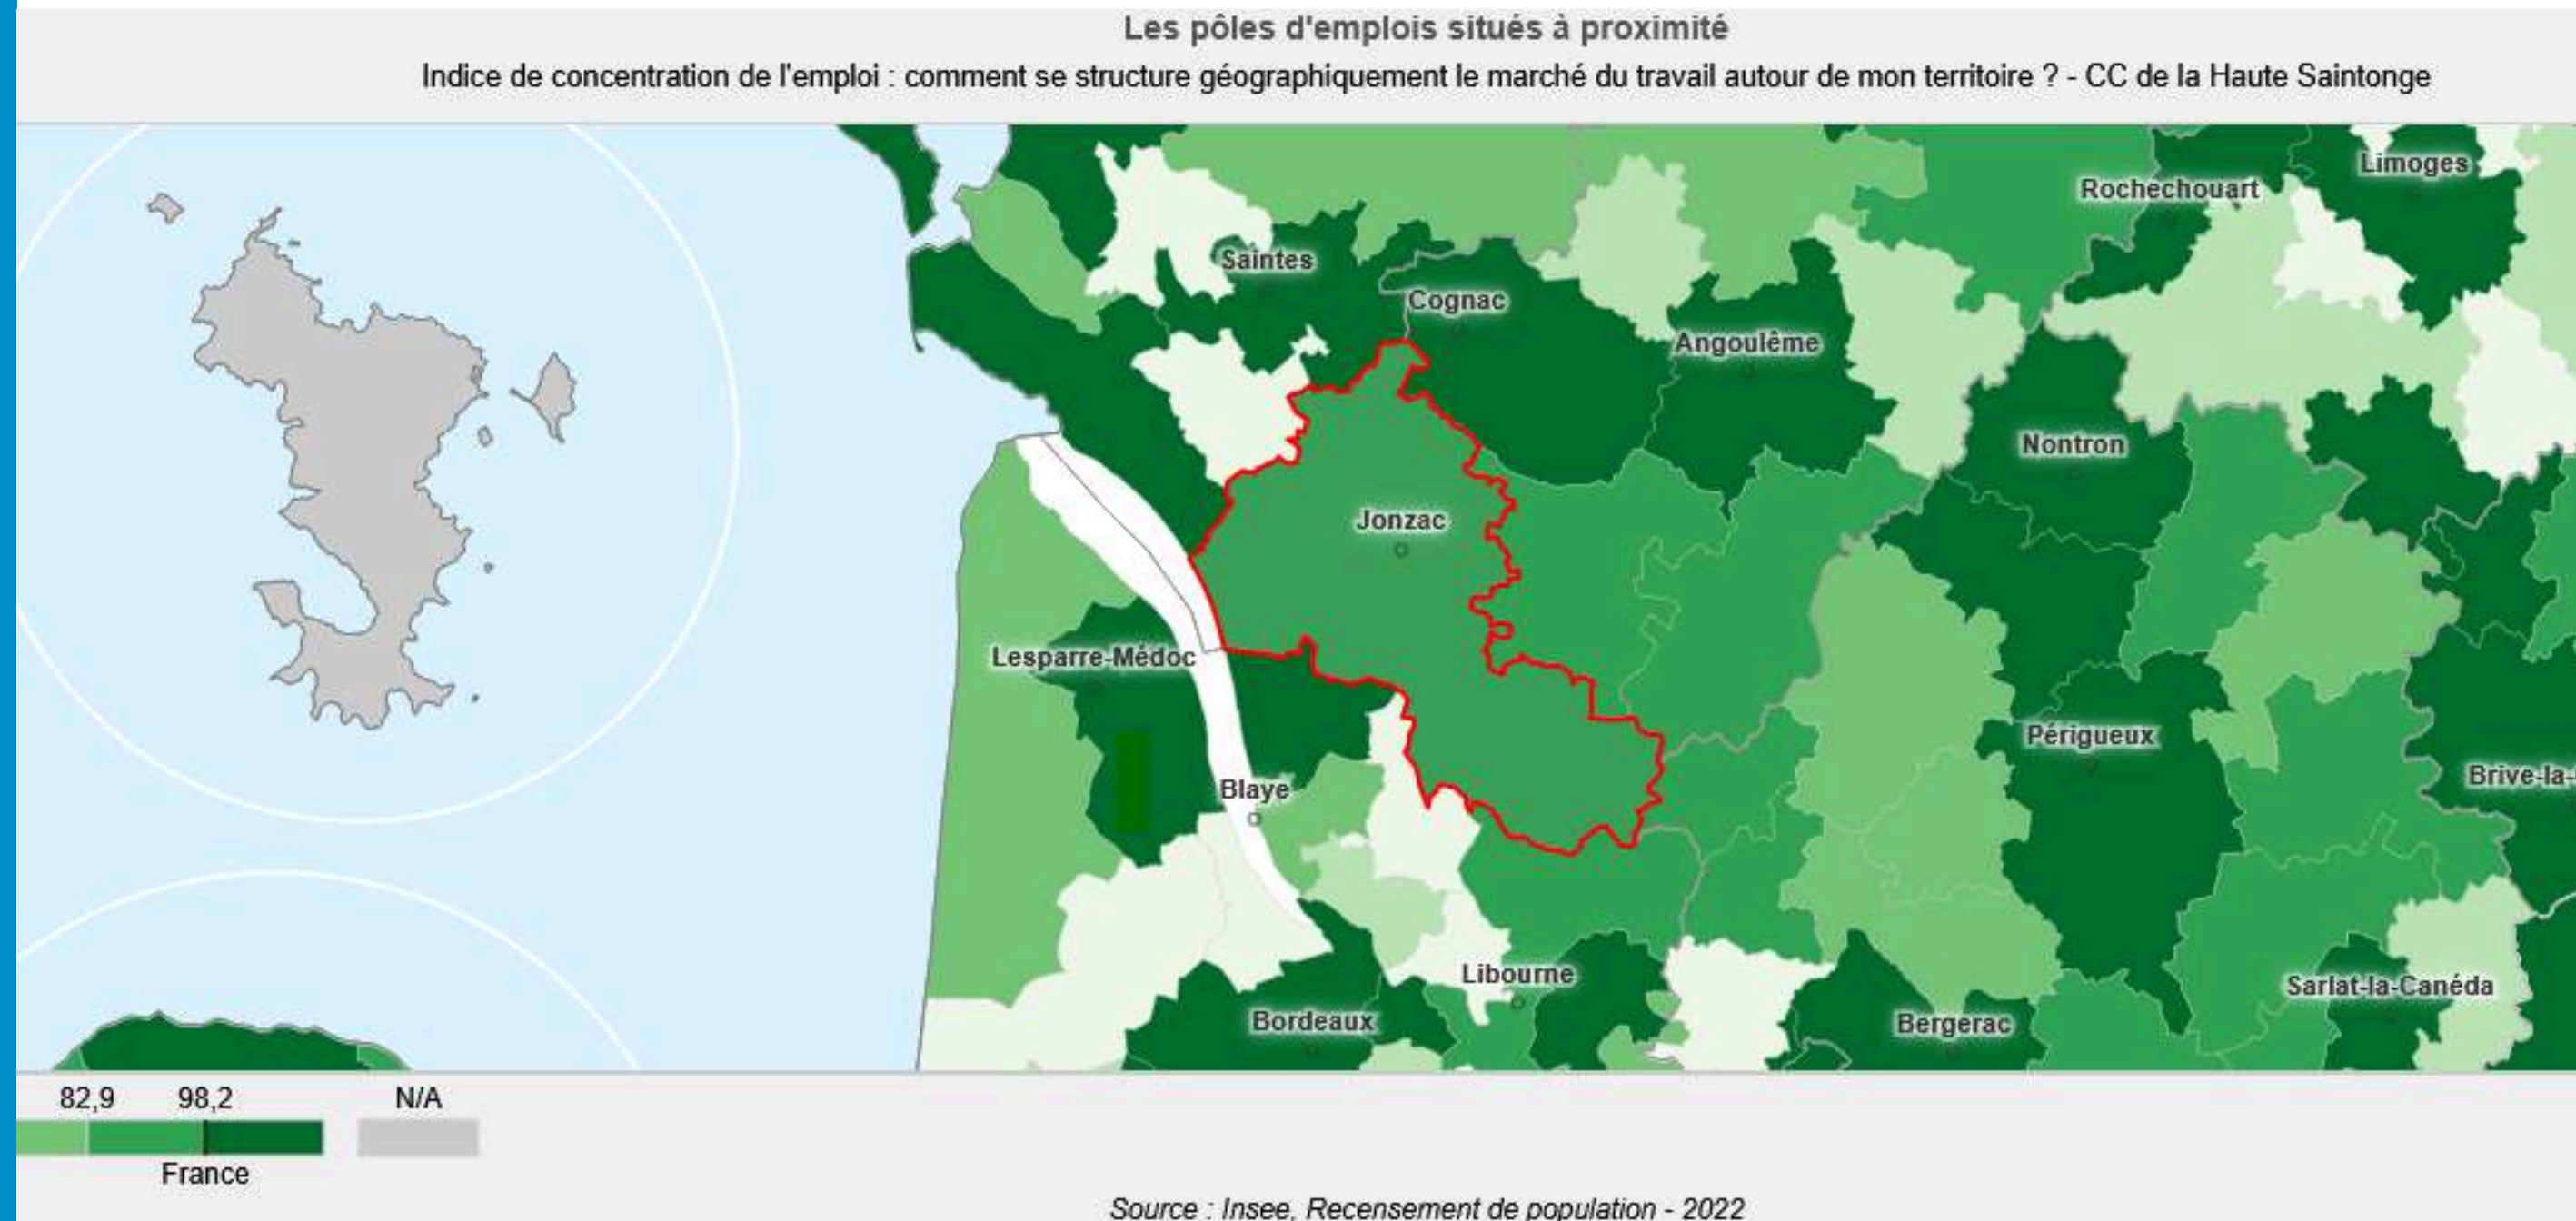 Les pôles d'emplois situés à proximité
Indice de concentration de l'emploi : comment se structure géographiquement le marché du travail autour de mon territoire ? - CC de la Haute Saintonge
Limoges
Rochechouart
Saintes
Cognac
Angoulême
Nontron
Jonzac
Lesparre-Médoc
Périgueux
Brive-la-
Blaye
Libourne
Sarlat-la-Canéda
Bordeaux
Bergerac
82,9 98,2 N/A
France
Source : Insee, Recensement de population - 2022